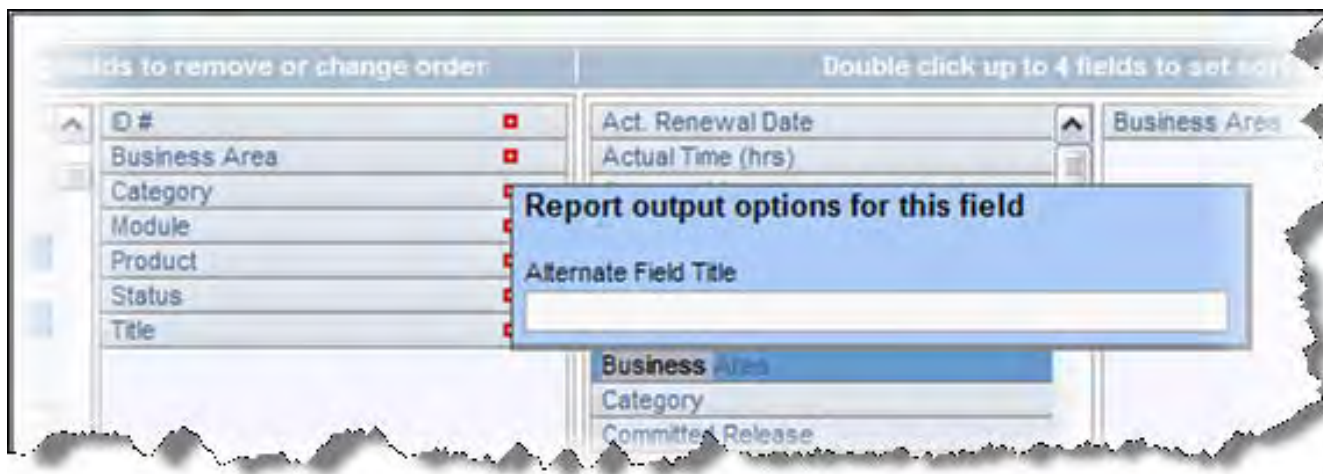 fields to remove or change order
Double click up to 4 fields to set sort
ID #
Business Area
Category
Module
Product
Status
Title
Act. Renewal Date
Actual Time (hrs)
Business Area
Category
Committed Release
Business Area
Report output options for this field
Alternate Field Title